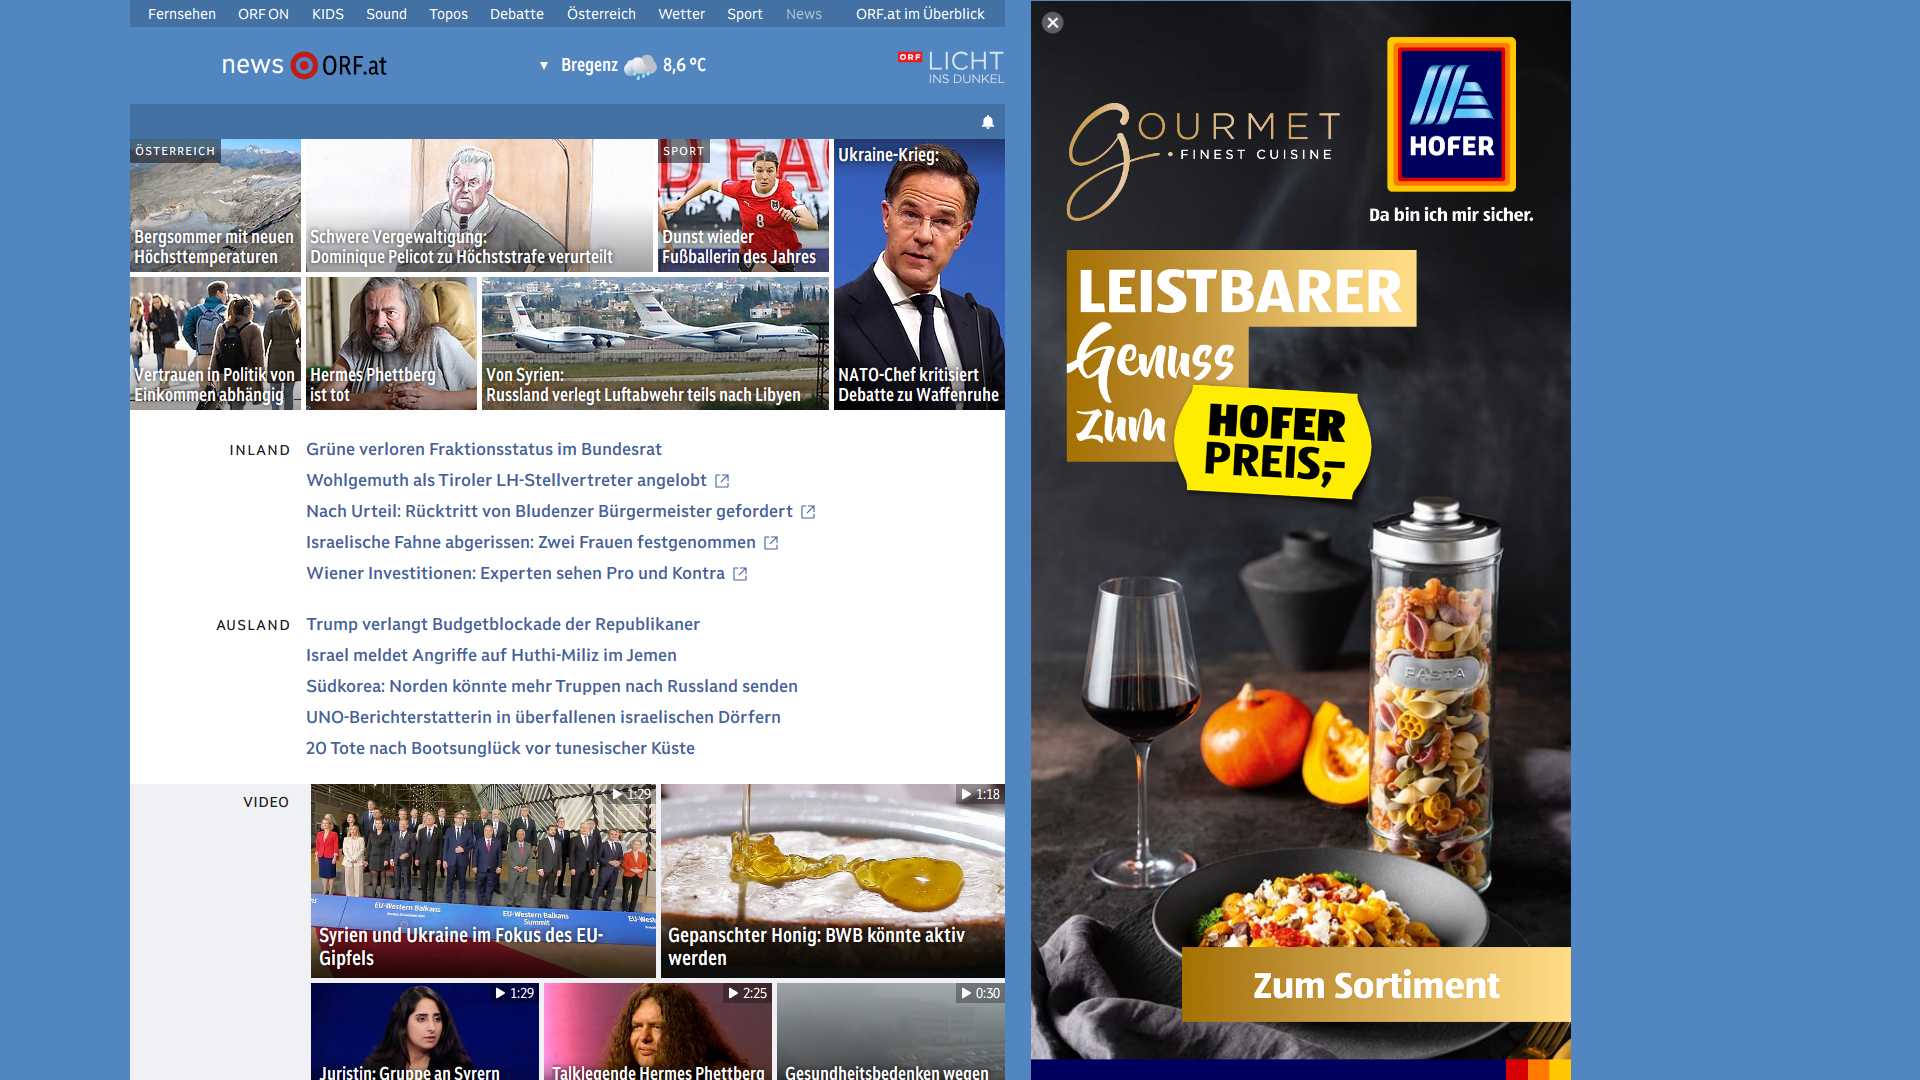 Fernsehen ORF ON KIDS Sound Topos Debatte Österreich Wetter Sport News ORF.at im Überblick
news ORF.at
▼ Bregenz 8,6 °C
ORF LICHT
INS DUNKEL
ÖSTERREICH
Bergsommer mit neuen
Höchsttemperaturen
Schwere Vergewaltigung:
Dominique Pelicot zu Höchststrafe verurteilt
SPORT
8
Dunst wieder
Fußballerin des Jahres
Ukraine-Krieg:
NATO-Chef kritisiert
Debatte zu Waffenruhe
Vertrauen in Politik von
Einkommen abhängig
Hermes Phettberg
ist tot
Von Syrien:
Russland verlegt Luftabwehr teils nach Libyen
INLAND
Grüne verloren Fraktionsstatus im Bundesrat
Wohlgemuth als Tiroler LH-Stellvertreter angelobt
Nach Urteil: Rücktritt von Bludenzer Bürgermeister gefordert
Israelische Fahne abgerissen: Zwei Frauen festgenommen
Wiener Investitionen: Experten sehen Pro und Kontra
AUSLAND
Trump verlangt Budgetblockade der Republikaner
Israel meldet Angriffe auf Huthi-Miliz im Jemen
Südkorea: Norden könnte mehr Truppen nach Russland senden
UNO-Berichterstatterin in überfallenen israelischen Dörfern
20 Tote nach Bootsunglück vor tunesischer Küste
VIDEO
1:29
EU-Western Balkans
EU-Western Balkans
Summit
Syrien und Ukraine im Fokus des EU-
Gipfels
1:18
Gepanschter Honig: BWB könnte aktiv
werden
1:29
Juristin: Gruppe an Syrern
2:25
Talklegende Hermes Phettberg
0:30
Gesundheitsbedenken wegen
GOURMET
FINEST CUISINE
HOFER
Da bin ich mir sicher.
LEISTBARER
Genuss
zum
HOFER
PREIS,-
PASTA
Zum Sortiment